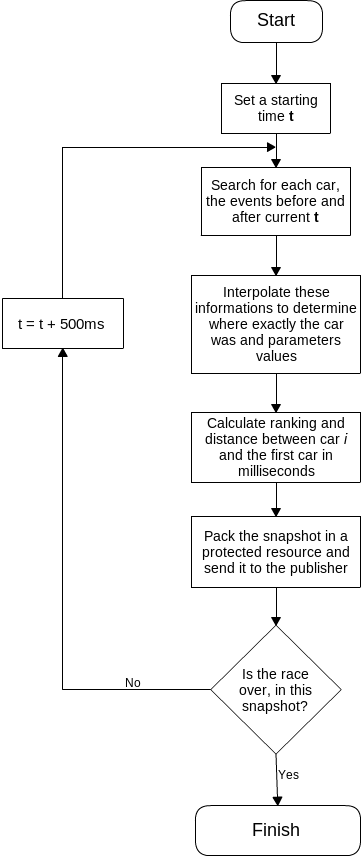 Start
Set a starting
time t
Search for each car,
the events before and
after current t
Interpolate these
informations to determine
where exactly the car
was and parameters
values
t = t + 500ms
Calculate ranking and
distance between car i
and the first car in
milliseconds
Pack the snapshot in a
protected resource and
send it to the publisher
Is the race
over, in this
snapshot?
No
Yes
Finish